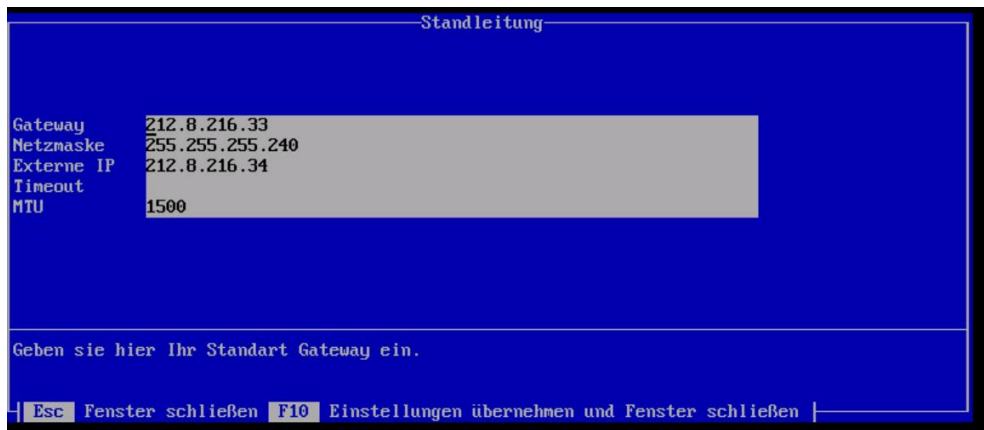 Standleitung
Gateway 212.8.216.33
Netzmaske 255.255.255.240
Externe IP 212.8.216.34
Timeout
MTU 1500
Geben sie hier Ihr Standart Gateway ein.
Esc Fenster schließen F10 Einstellungen übernehmen und Fenster schließen